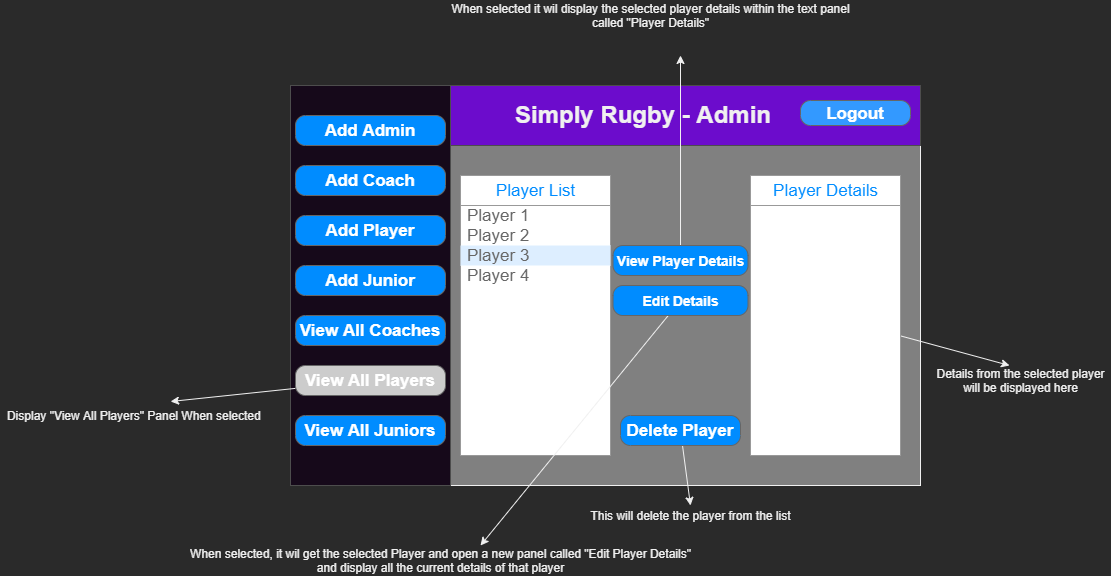 When selected it wil display the selected player details within the text panel
called "Player Details"
Simply Rugby - Admin
Logout
Add Admin
Add Coach
Add Player
Add Junior
View All Coaches
View All Players
View All Juniors
Player List
Player 1
Player 2
Player 3
Player 4
View Player Details
Edit Details
Delete Player
Player Details
Details from the selected player
will be displayed here
Display "View All Players" Panel When selected
This will delete the player from the list
When selected, it wil get the selected Player and open a new panel called "Edit Player Details"
and display all the current details of that player